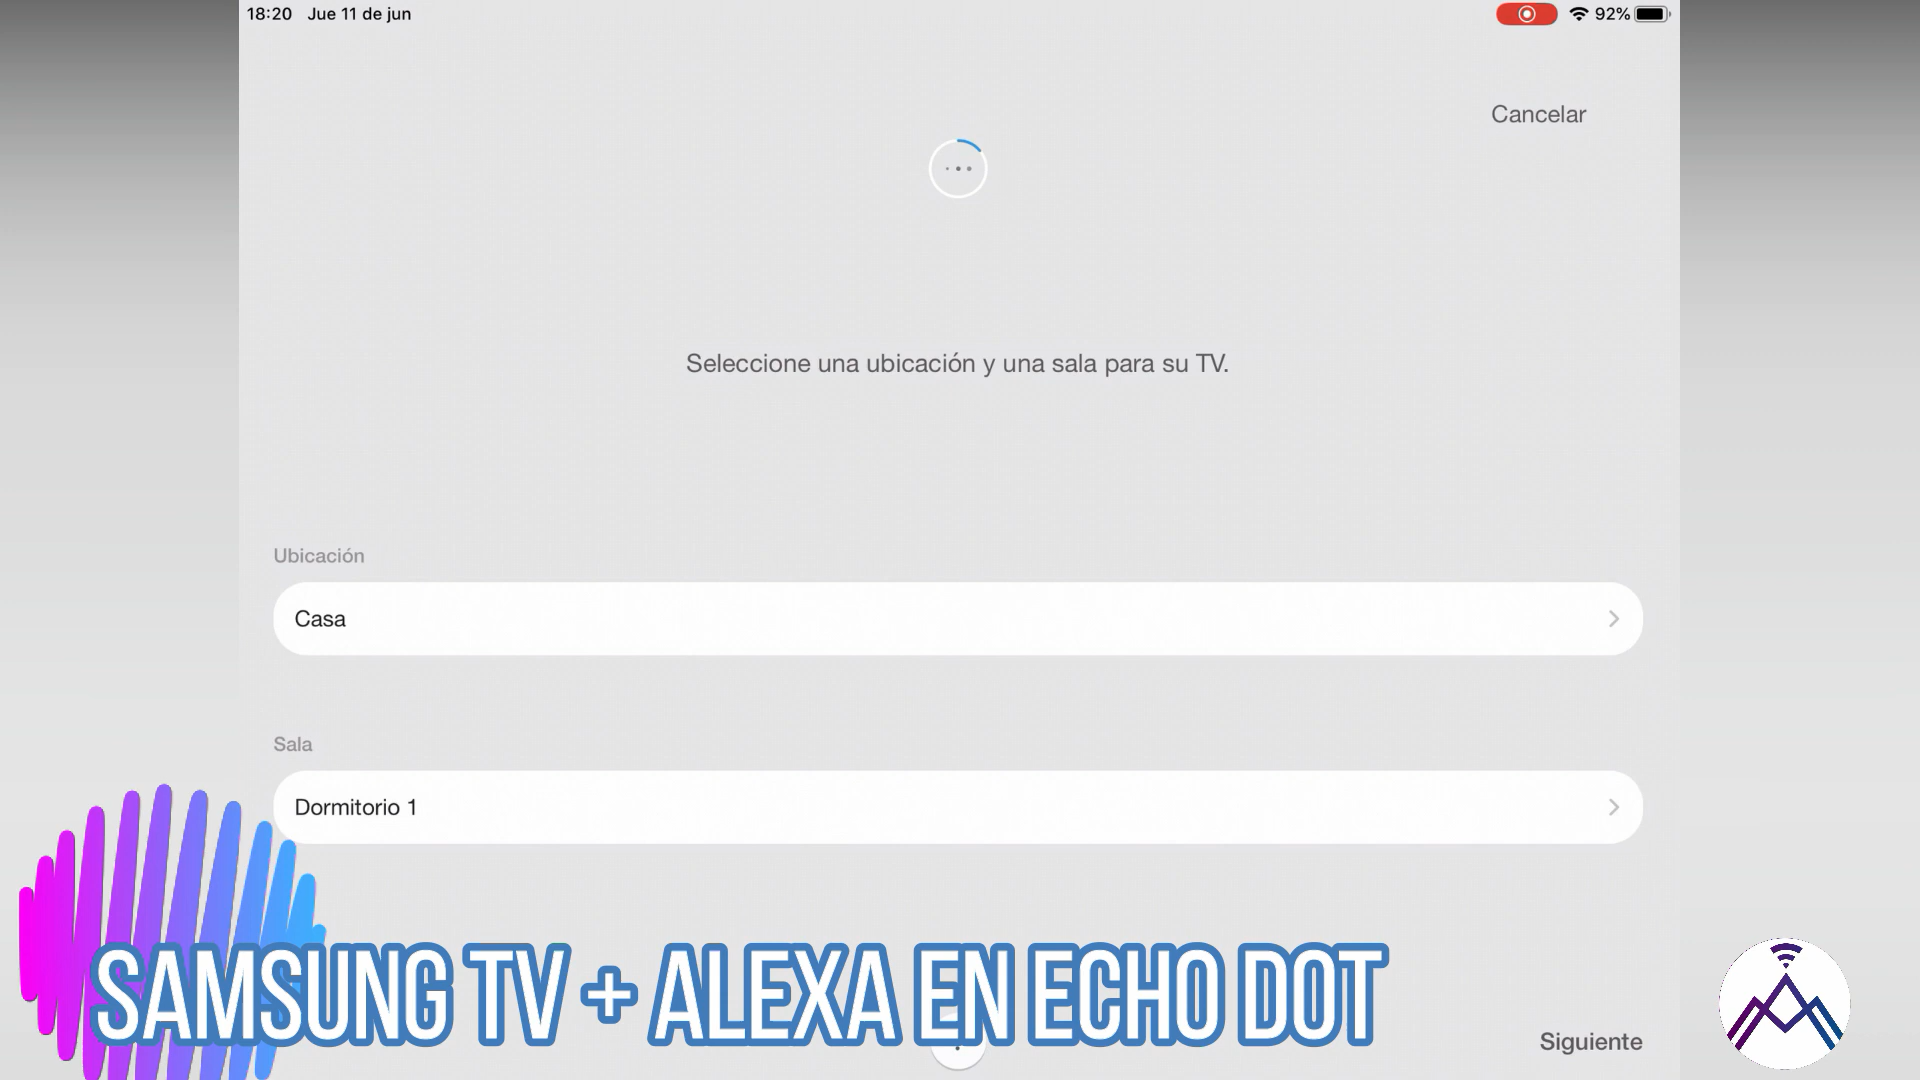 18:20 Jue 11 de jun
92%
Cancelar
Seleccione una ubicación y una sala para su TV.
Ubicación
Casa
Sala
Dormitorio 1
SAMSUNG TV + ALEXA EN ECHO DOT
Siguiente